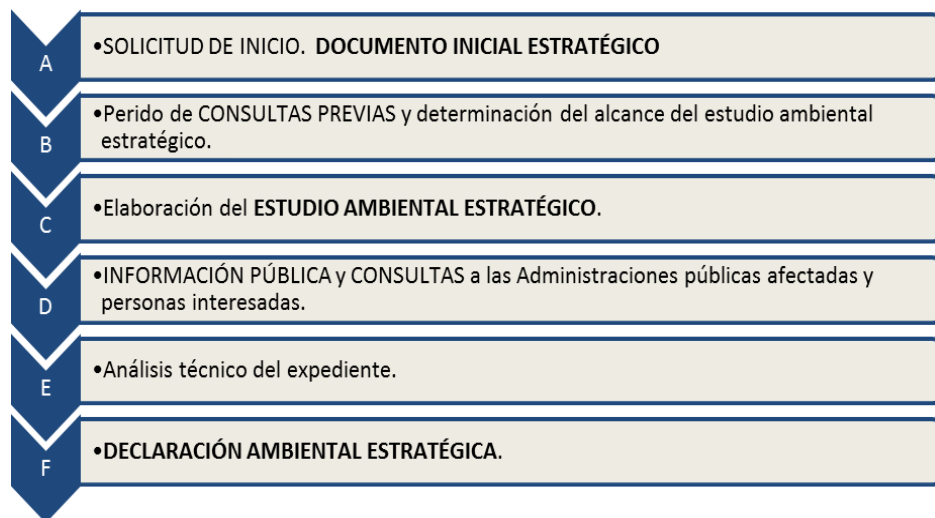 A
•SOLICITUD DE INICIO. DOCUMENTO INICIAL ESTRATÉGICO
B
•Perido de CONSULTAS PREVIAS y determinación del alcance del estudio ambiental
estratégico.
C
•Elaboración del ESTUDIO AMBIENTAL ESTRATÉGICO.
D
•INFORMACIÓN PÚBLICA y CONSULTAS a las Administraciones públicas afectadas y
personas interesadas.
E
•Análisis técnico del expediente.
F
•DECLARACIÓN AMBIENTAL ESTRATÉGICA.